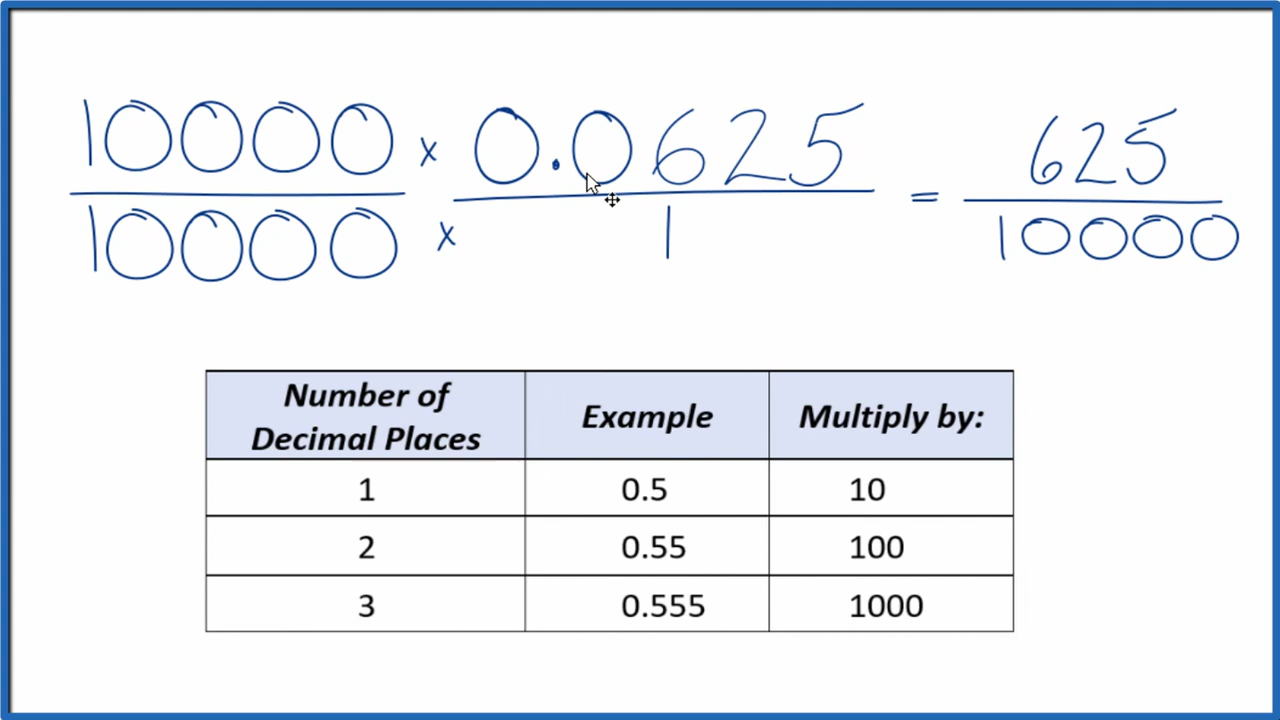 10000 × 0.0625 = 625
10000 × 1 10000
Number of Decimal Places Example Multiply by:
1 0.5 10
2 0.55 100
3 0.555 1000